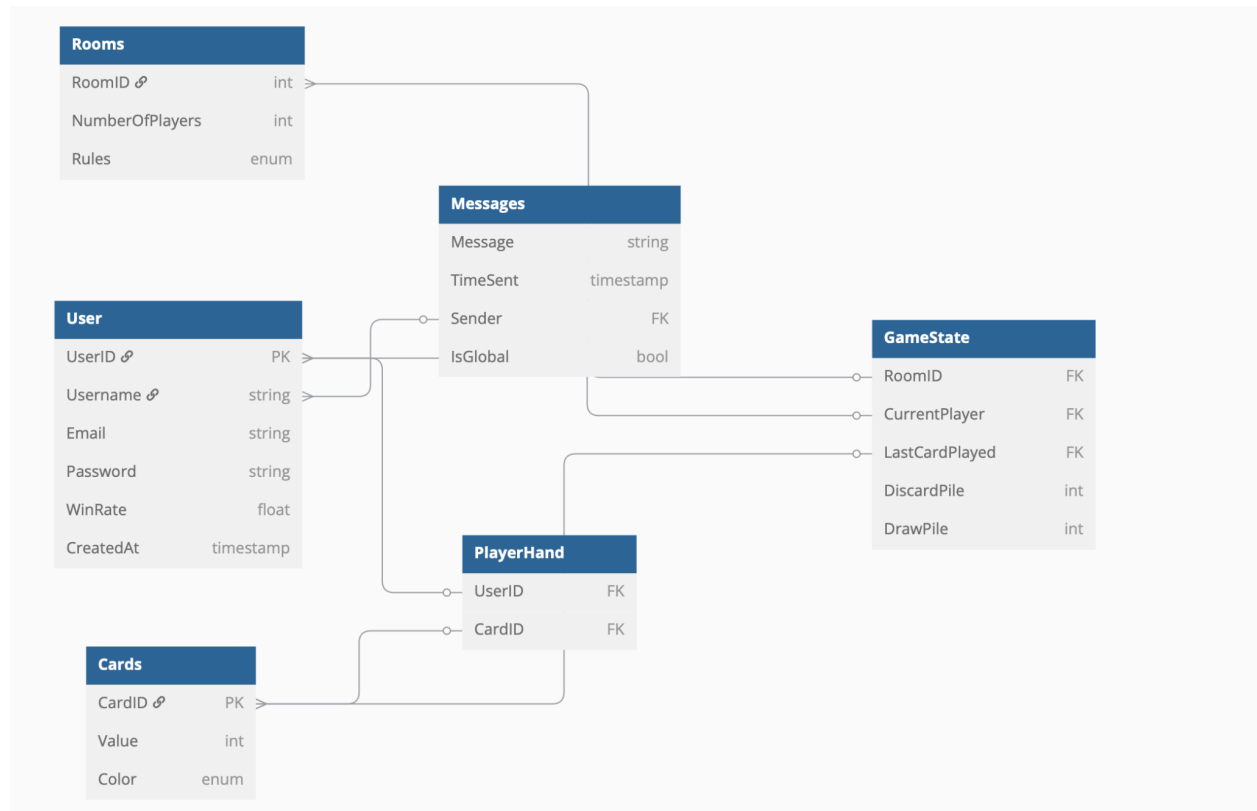 Rooms
RoomID int
NumberOfPlayers int
Rules enum
Messages
Message string
TimeSent timestamp
Sender FK
IsGlobal bool
User
UserID PK
Username string
Email string
Password string
WinRate float
CreatedAt timestamp
GameState
RoomID FK
CurrentPlayer FK
LastCardPlayed FK
DiscardPile int
DrawPile int
PlayerHand
UserID FK
CardID FK
Cards
CardID PK
Value int
Color enum